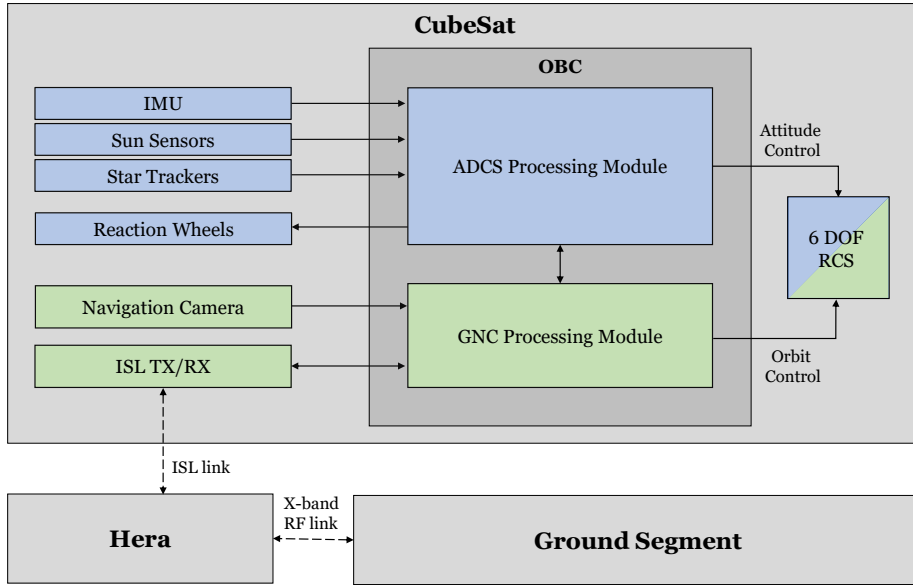 CubeSat
OBC
IMU
Sun Sensors
Star Trackers
Reaction Wheels
ADCS Processing Module
Attitude
Control
6 DOF
RCS
Navigation Camera
ISL TX/RX
GNC Processing Module
Orbit
Control
ISL link
Hera
X-band
RF link
Ground Segment